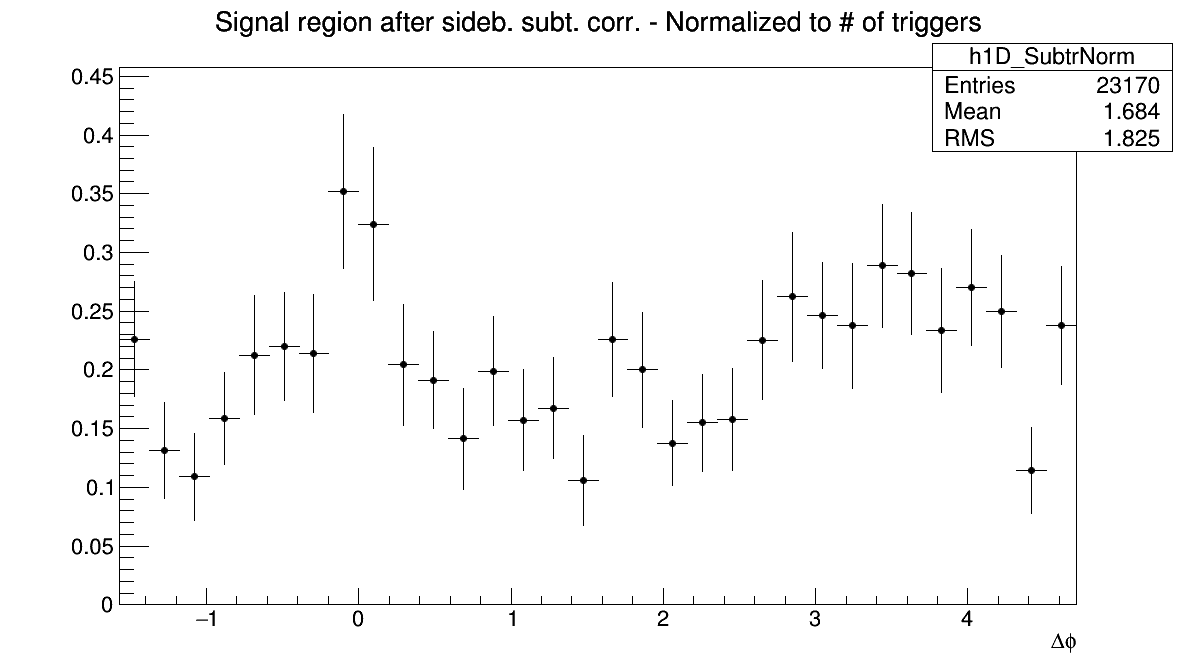 Signal region after sideb. subt. corr. - Normalized to # of triggers
h1D_SubtrNorm
Entries 23170
Mean 1.684
RMS 1.825
0.45
0.4
0.35
0.3
0.25
0.2
0.15
0.1
0.05
0
−1 0 1 2 3 4
Δϕ